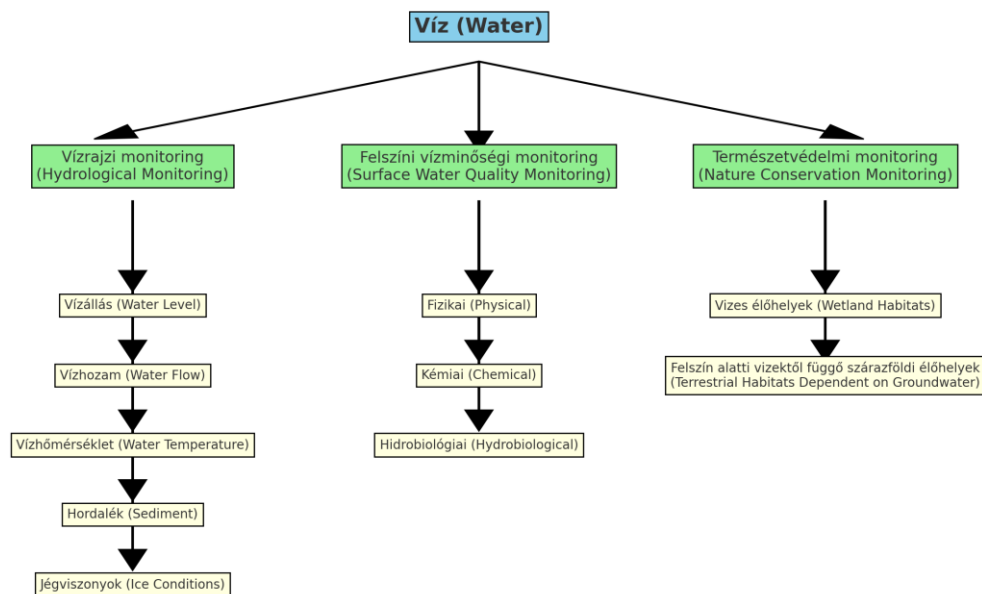 Víz (Water)
Vízrajzi monitoring
(Hydrological Monitoring)
Felszíni vízminőségi monitoring
(Surface Water Quality Monitoring)
Természetvédelmi monitoring
(Nature Conservation Monitoring)
Vízállás (Water Level)
Vízhozam (Water Flow)
Vízhőmérséklet (Water Temperature)
Hordalék (Sediment)
Jégviszonyok (Ice Conditions)
Fizikai (Physical)
Kémiai (Chemical)
Hidrobiológiai (Hydrobiological)
Vizes élőhelyek (Wetland Habitats)
Felszín alatti vizektől függő szárazföldi élőhelyek
(Terrestrial Habitats Dependent on Groundwater)